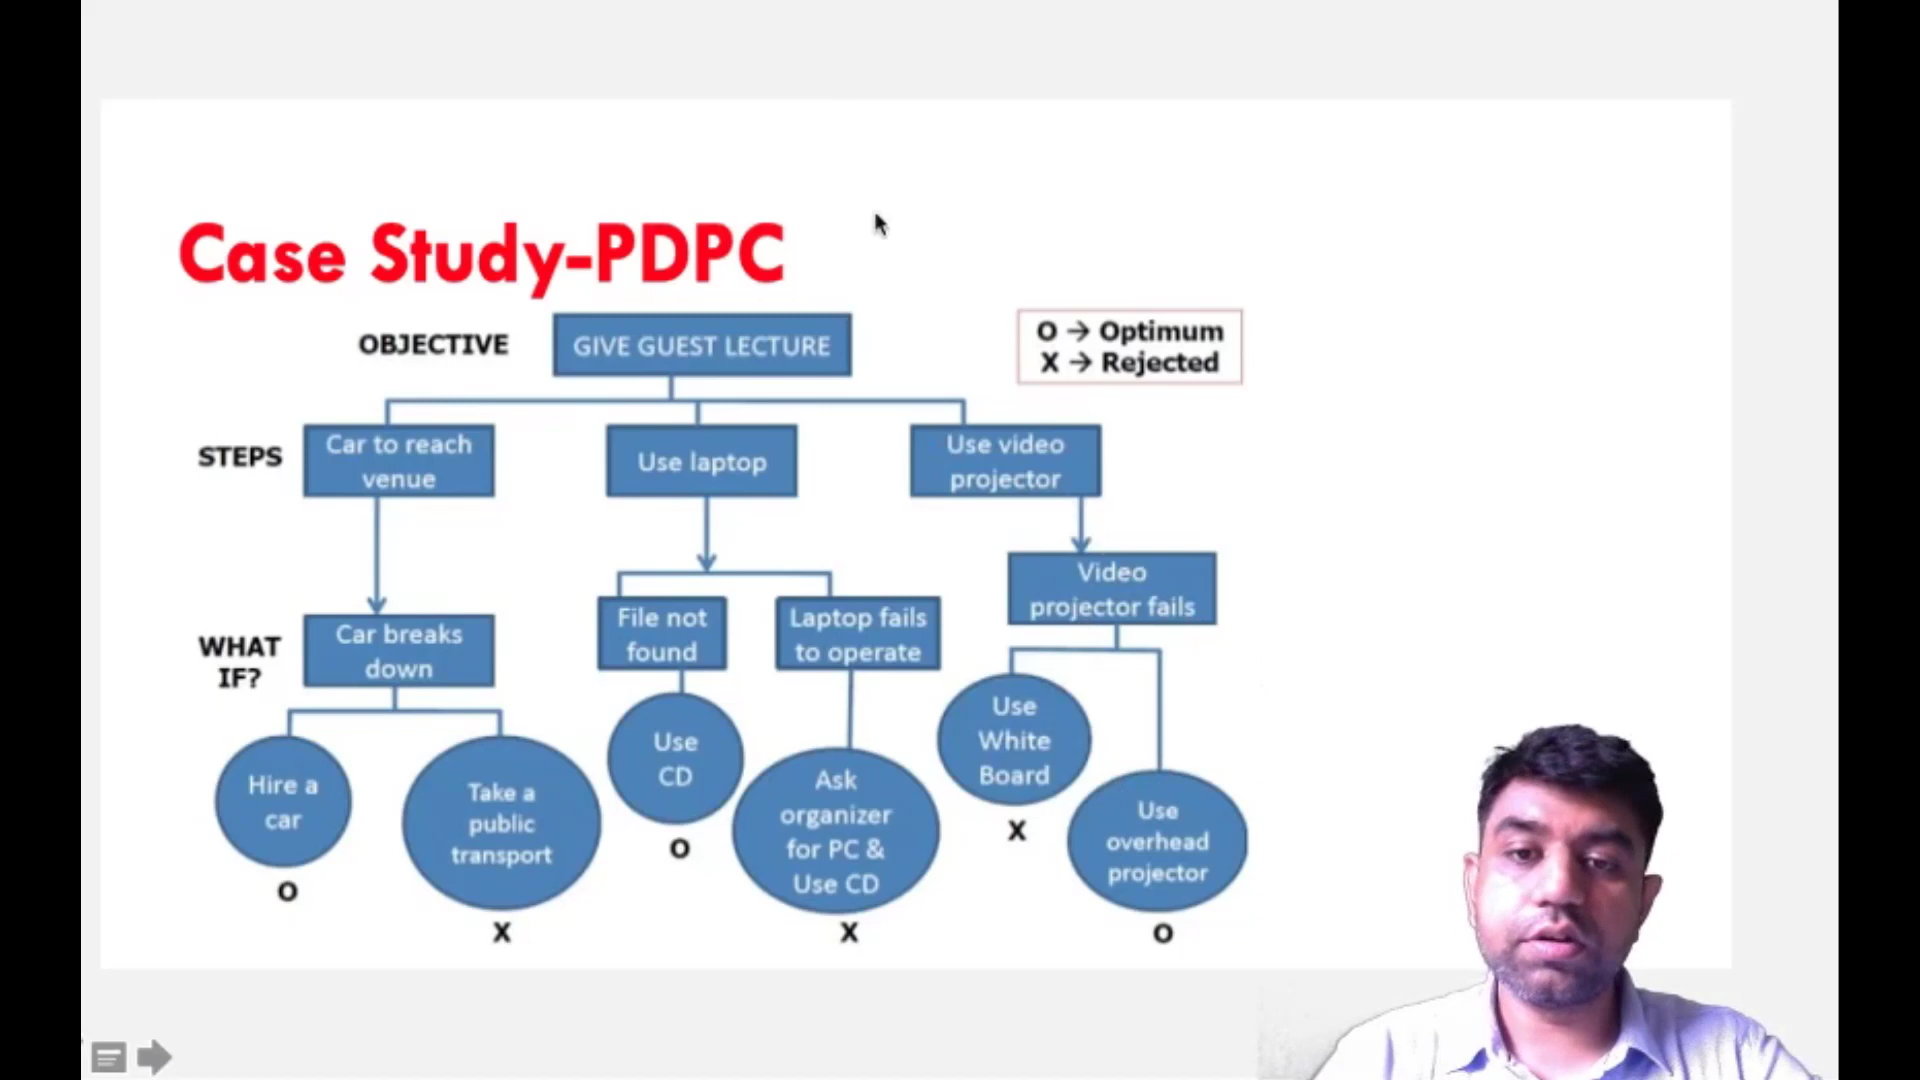 Case Study-PDPC
OBJECTIVE
GIVE GUEST LECTURE
O → Optimum
X → Rejected
STEPS
Car to reach
venue
Use laptop
Use video
projector
WHAT
IF?
Car breaks
down
File not
found
Laptop fails
to operate
Video
projector fails
Hire a
car
O
Take a
public
transport
X
Use
CD
O
Ask
organizer
for PC &
Use CD
X
Use
White
Board
X
Use
overhead
projector
O